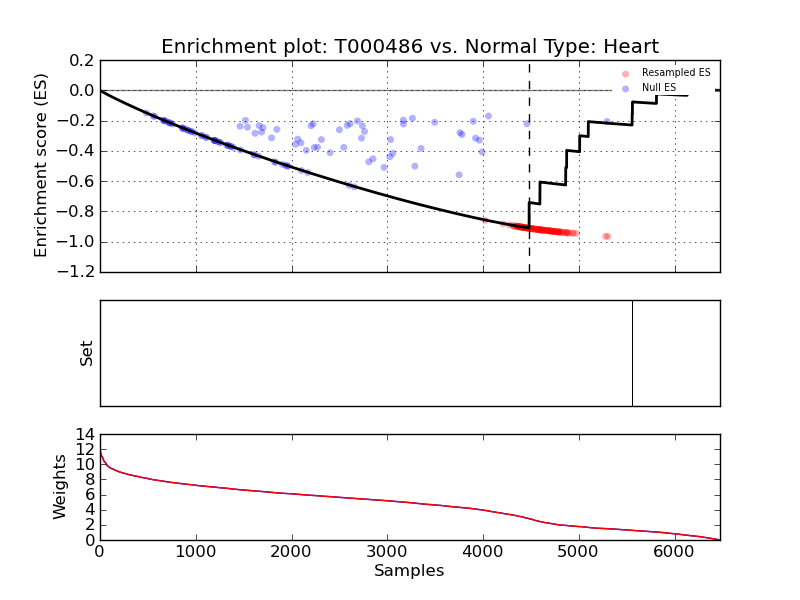 Enrichment plot: T000486 vs. Normal Type: Heart
Enrichment score (ES)
0.2
0.0
−0.2
−0.4
−0.6
−0.8
−1.0
−1.2
Resampled ES
Null ES
Set
Weights
14
12
10
8
6
4
2
0
0 1000 2000 3000 4000 5000 6000
Samples